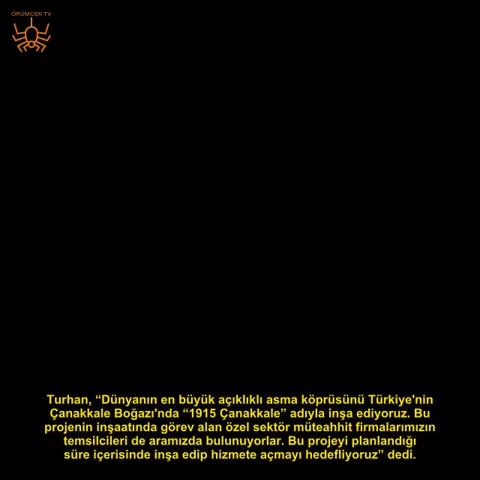 ÖRÜMCEK TV
Turhan, “Dünyanın en büyük açıklıklı asma köprüsünü Türkiye'nin
Çanakkale Boğazı'nda “1915 Çanakkale” adıyla inşa ediyoruz. Bu
projenin inşaatında görev alan özel sektör müteahhit firmalarımızın
temsilcileri de aramızda bulunuyorlar. Bu projeyi planlandığı
süre içerisinde inşa edip hizmete açmayı hedefliyoruz” dedi.